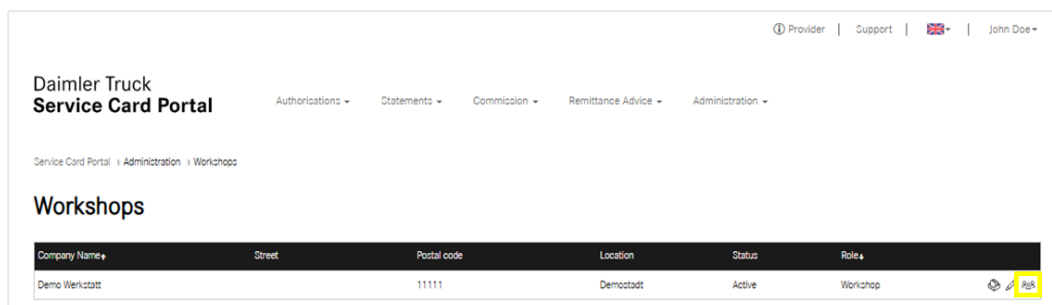 Provider | Support | John Doe
Daimler Truck
Service Card Portal
Authorisations Statements Commission Remittance Advice Administration
Service Card Portal › Administration › Workshops
Workshops
Company Name Street Postal code Location Status Role
Demo Werkstatt 11111 Demostadt Active Workshop